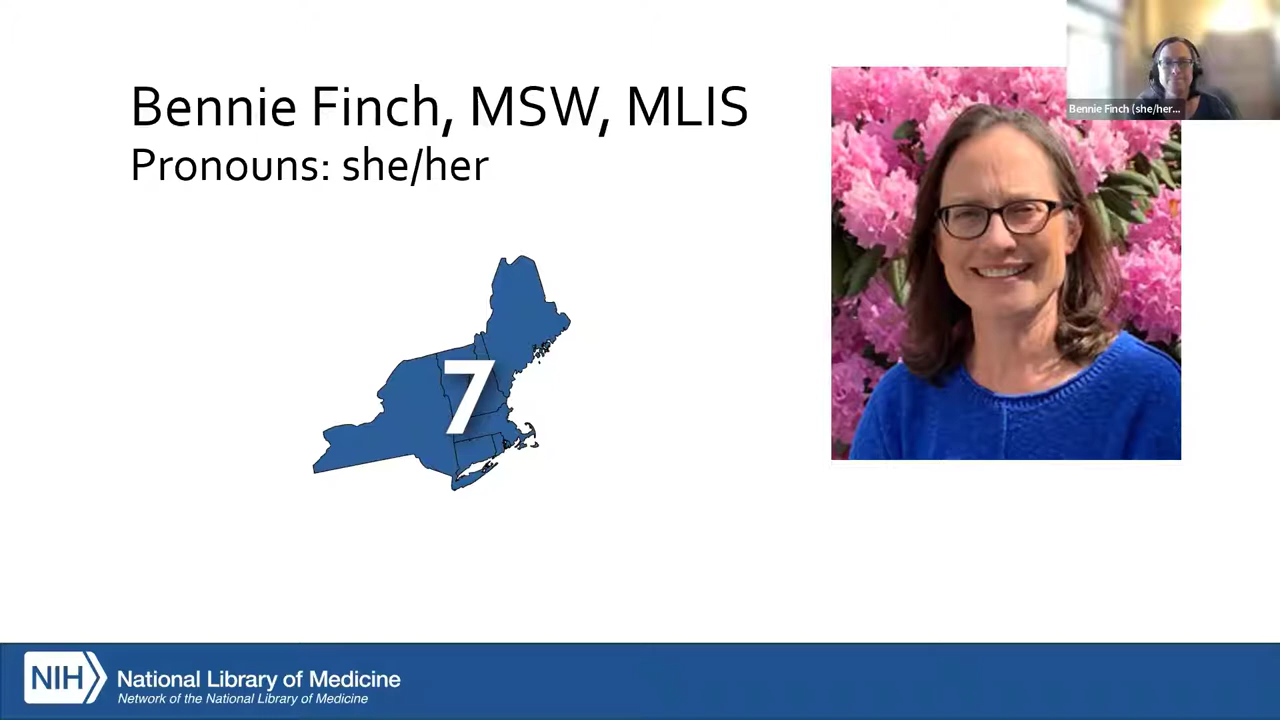 Bennie Finch, MSW, MLIS
Pronouns: she/her
Bennie Finch (she/her...
7
NIH
National Library of Medicine
Network of the National Library of Medicine